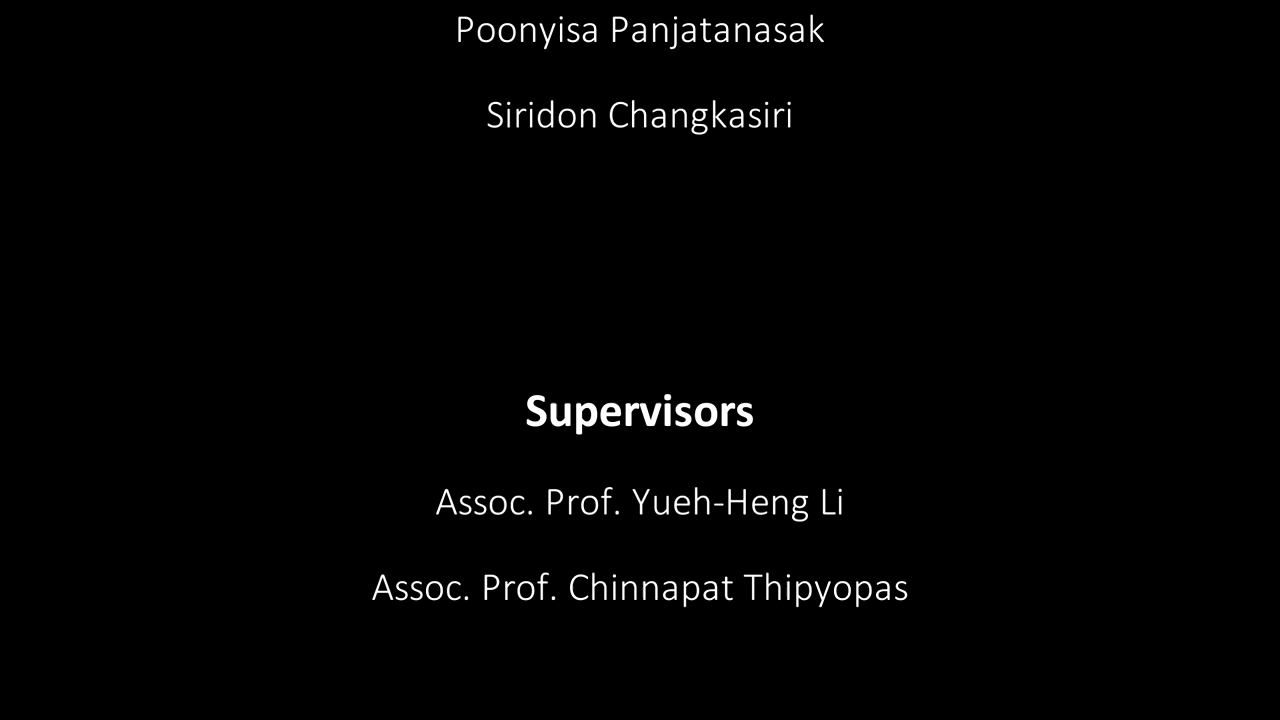 Poonyisa Panjatanasak
Siridon Changkasiri
Supervisors
Assoc. Prof. Yueh-Heng Li
Assoc. Prof. Chinnapat Thipyopas